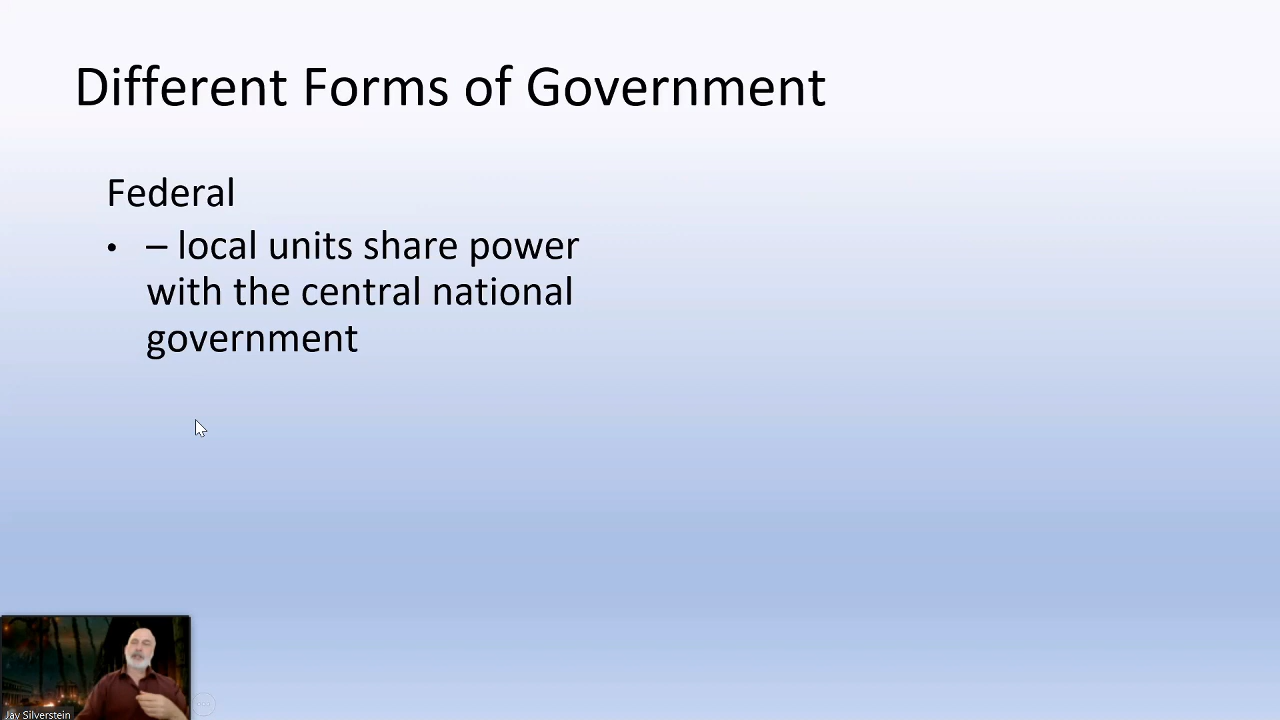 Different Forms of Government
Federal
• – local units share power
with the central national
government
Jay Silverstein